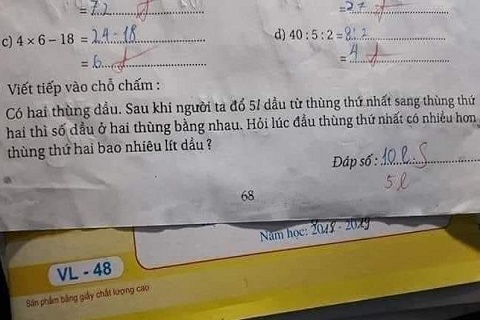 = 7.2
= 27
c) 4 × 6 – 18 = 24 - 18
d) 40 : 5 : 2 = 8 : 2
= 6
= 4
Viết tiếp vào chỗ chấm :
Có hai thùng dầu. Sau khi người ta đổ 5l dầu từ thùng thứ nhất sang thùng thứ
hai thì số dầu ở hai thùng bằng nhau. Hỏi lúc đầu thùng thứ nhất có nhiều hơn
thùng thứ hai bao nhiêu lít dầu ?
Đáp số : 10 l S
5 l
68
Năm học: 2018 - 2019
VL - 48
Sản phẩm bằng giấy chất lượng cao